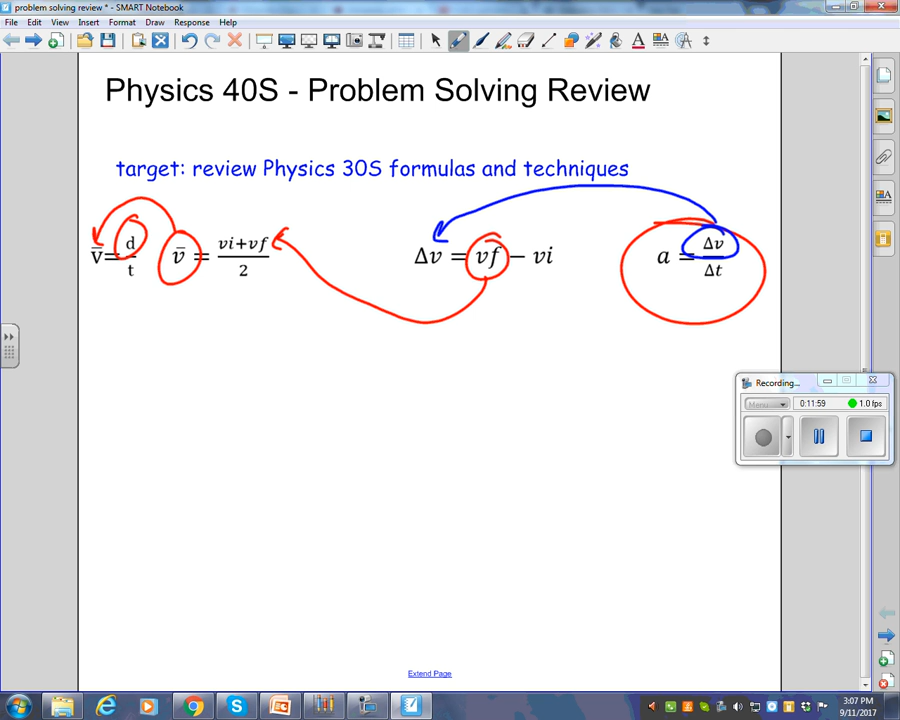 problem solving review * - SMART Notebook
File Edit View Insert Format Draw Response Help
Physics 40S - Problem Solving Review
target: review Physics 30S formulas and techniques
V̅= d/t   v̅ = vi+vf/2   Δv = vf − vi   a = Δv/Δt
Recording...
Menu 0:11:59 1.0 fps
Extend Page
3:07 PM
9/11/2017